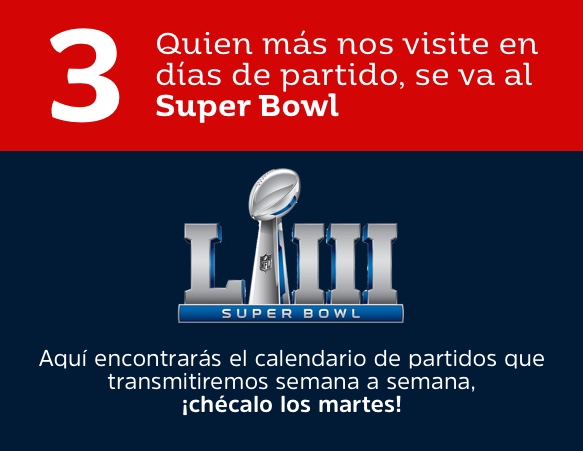 3
Quien más nos visite en
días de partido, se va al
Super Bowl
LIII
NFL
SUPER BOWL
Aquí encontrarás el calendario de partidos que
transmitiremos semana a semana,
¡chécalo los martes!